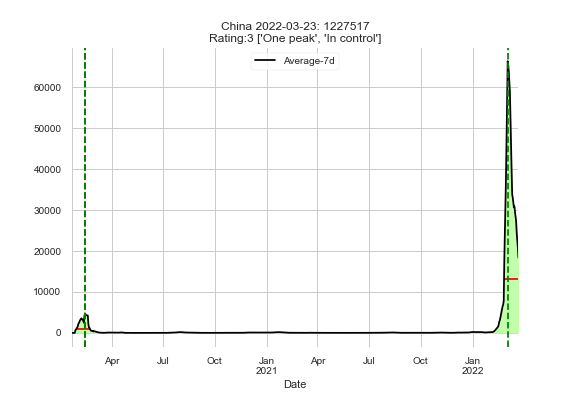 China 2022-03-23: 1227517
Rating:3 ['One peak', 'In control']
Average-7d
60000
50000
40000
30000
20000
10000
0
Apr Jul Oct Jan Apr Jul Oct Jan
2021 2022
Date